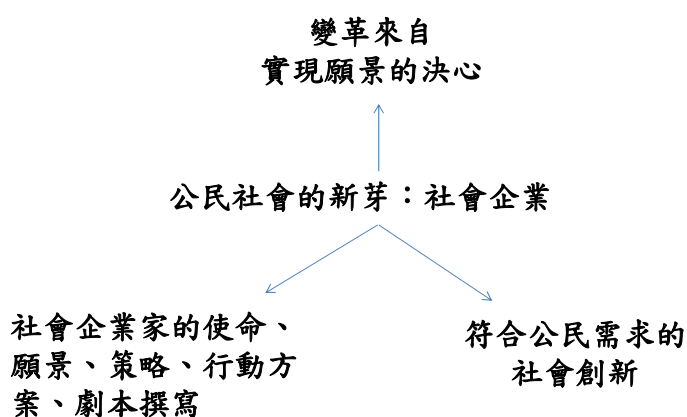 變革來自
實現願景的決心
公民社會的新芽：社會企業
社會企業家的使命、
願景、策略、行動方
案、劇本撰寫
符合公民需求的
社會創新